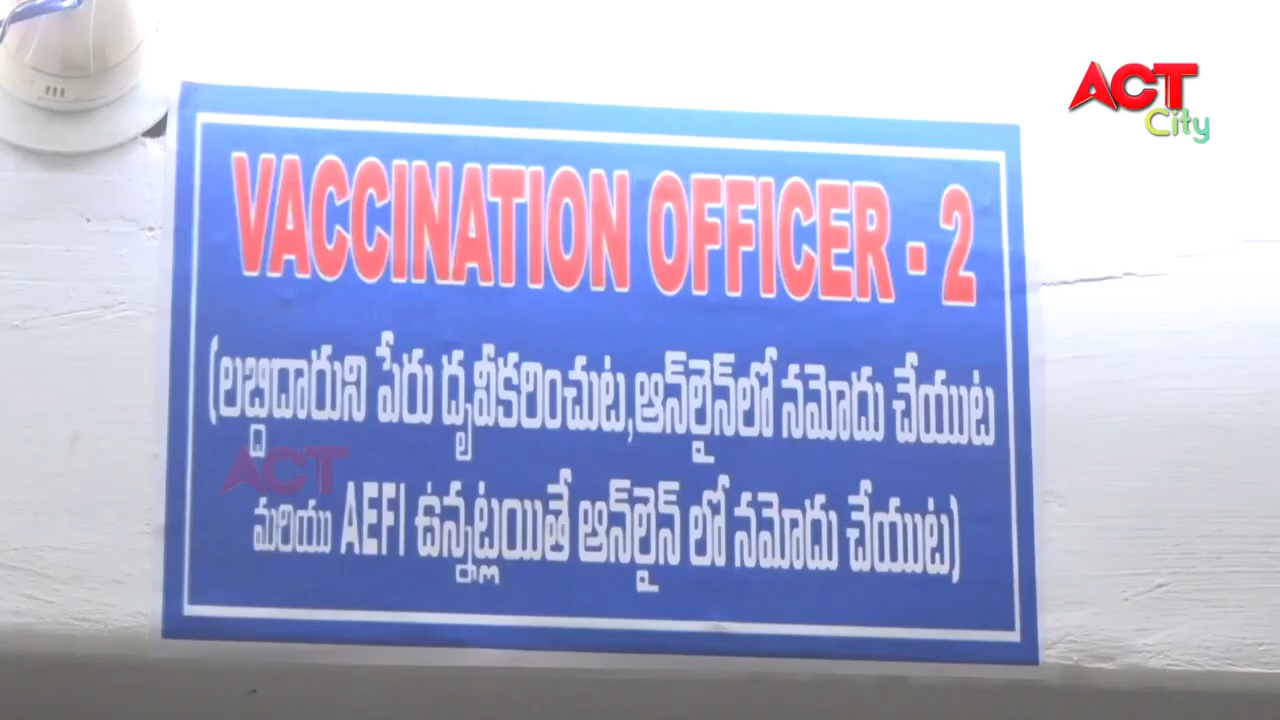 ACT
City
VACCINATION OFFICER - 2
(లబ్దిదారుని పేరు దృవీకరించుట,ఆన్‌లైన్‌లో నమోదు చేయుట
ACT
మరియు AEFI ఉన్నట్లయితే ఆన్‌లైన్ లో నమోదు చేయుట)